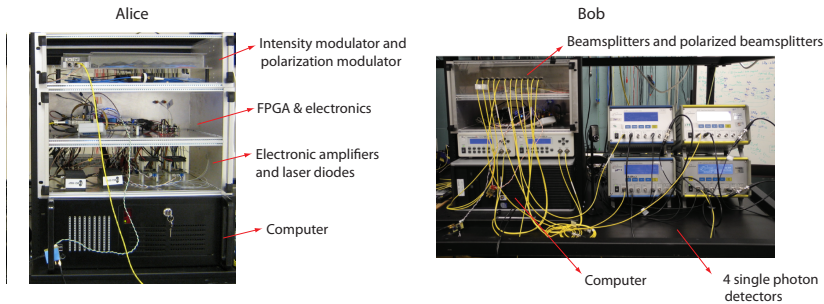 Alice
Intensity modulator and
polarization modulator
FPGA & electronics
Electronic amplifiers
and laser diodes
Computer
Bob
Beamsplitters and polarized beamsplitters
Computer
4 single photon
detectors